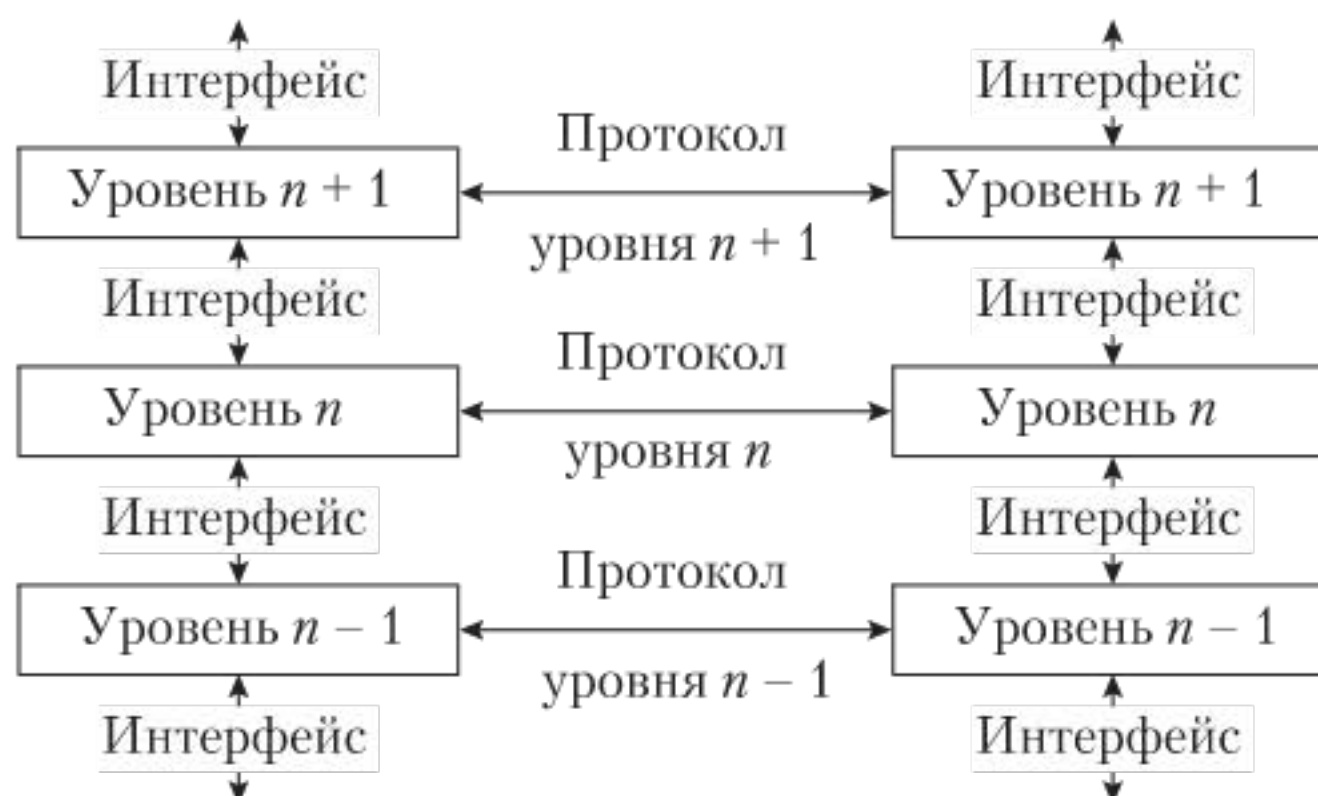 Интерфейс Интерфейс
Протокол
Уровень n + 1 Уровень n + 1
уровня n + 1
Интерфейс Интерфейс
Протокол
Уровень n Уровень n
уровня n
Интерфейс Интерфейс
Протокол
Уровень n – 1 Уровень n – 1
уровня n – 1
Интерфейс Интерфейс